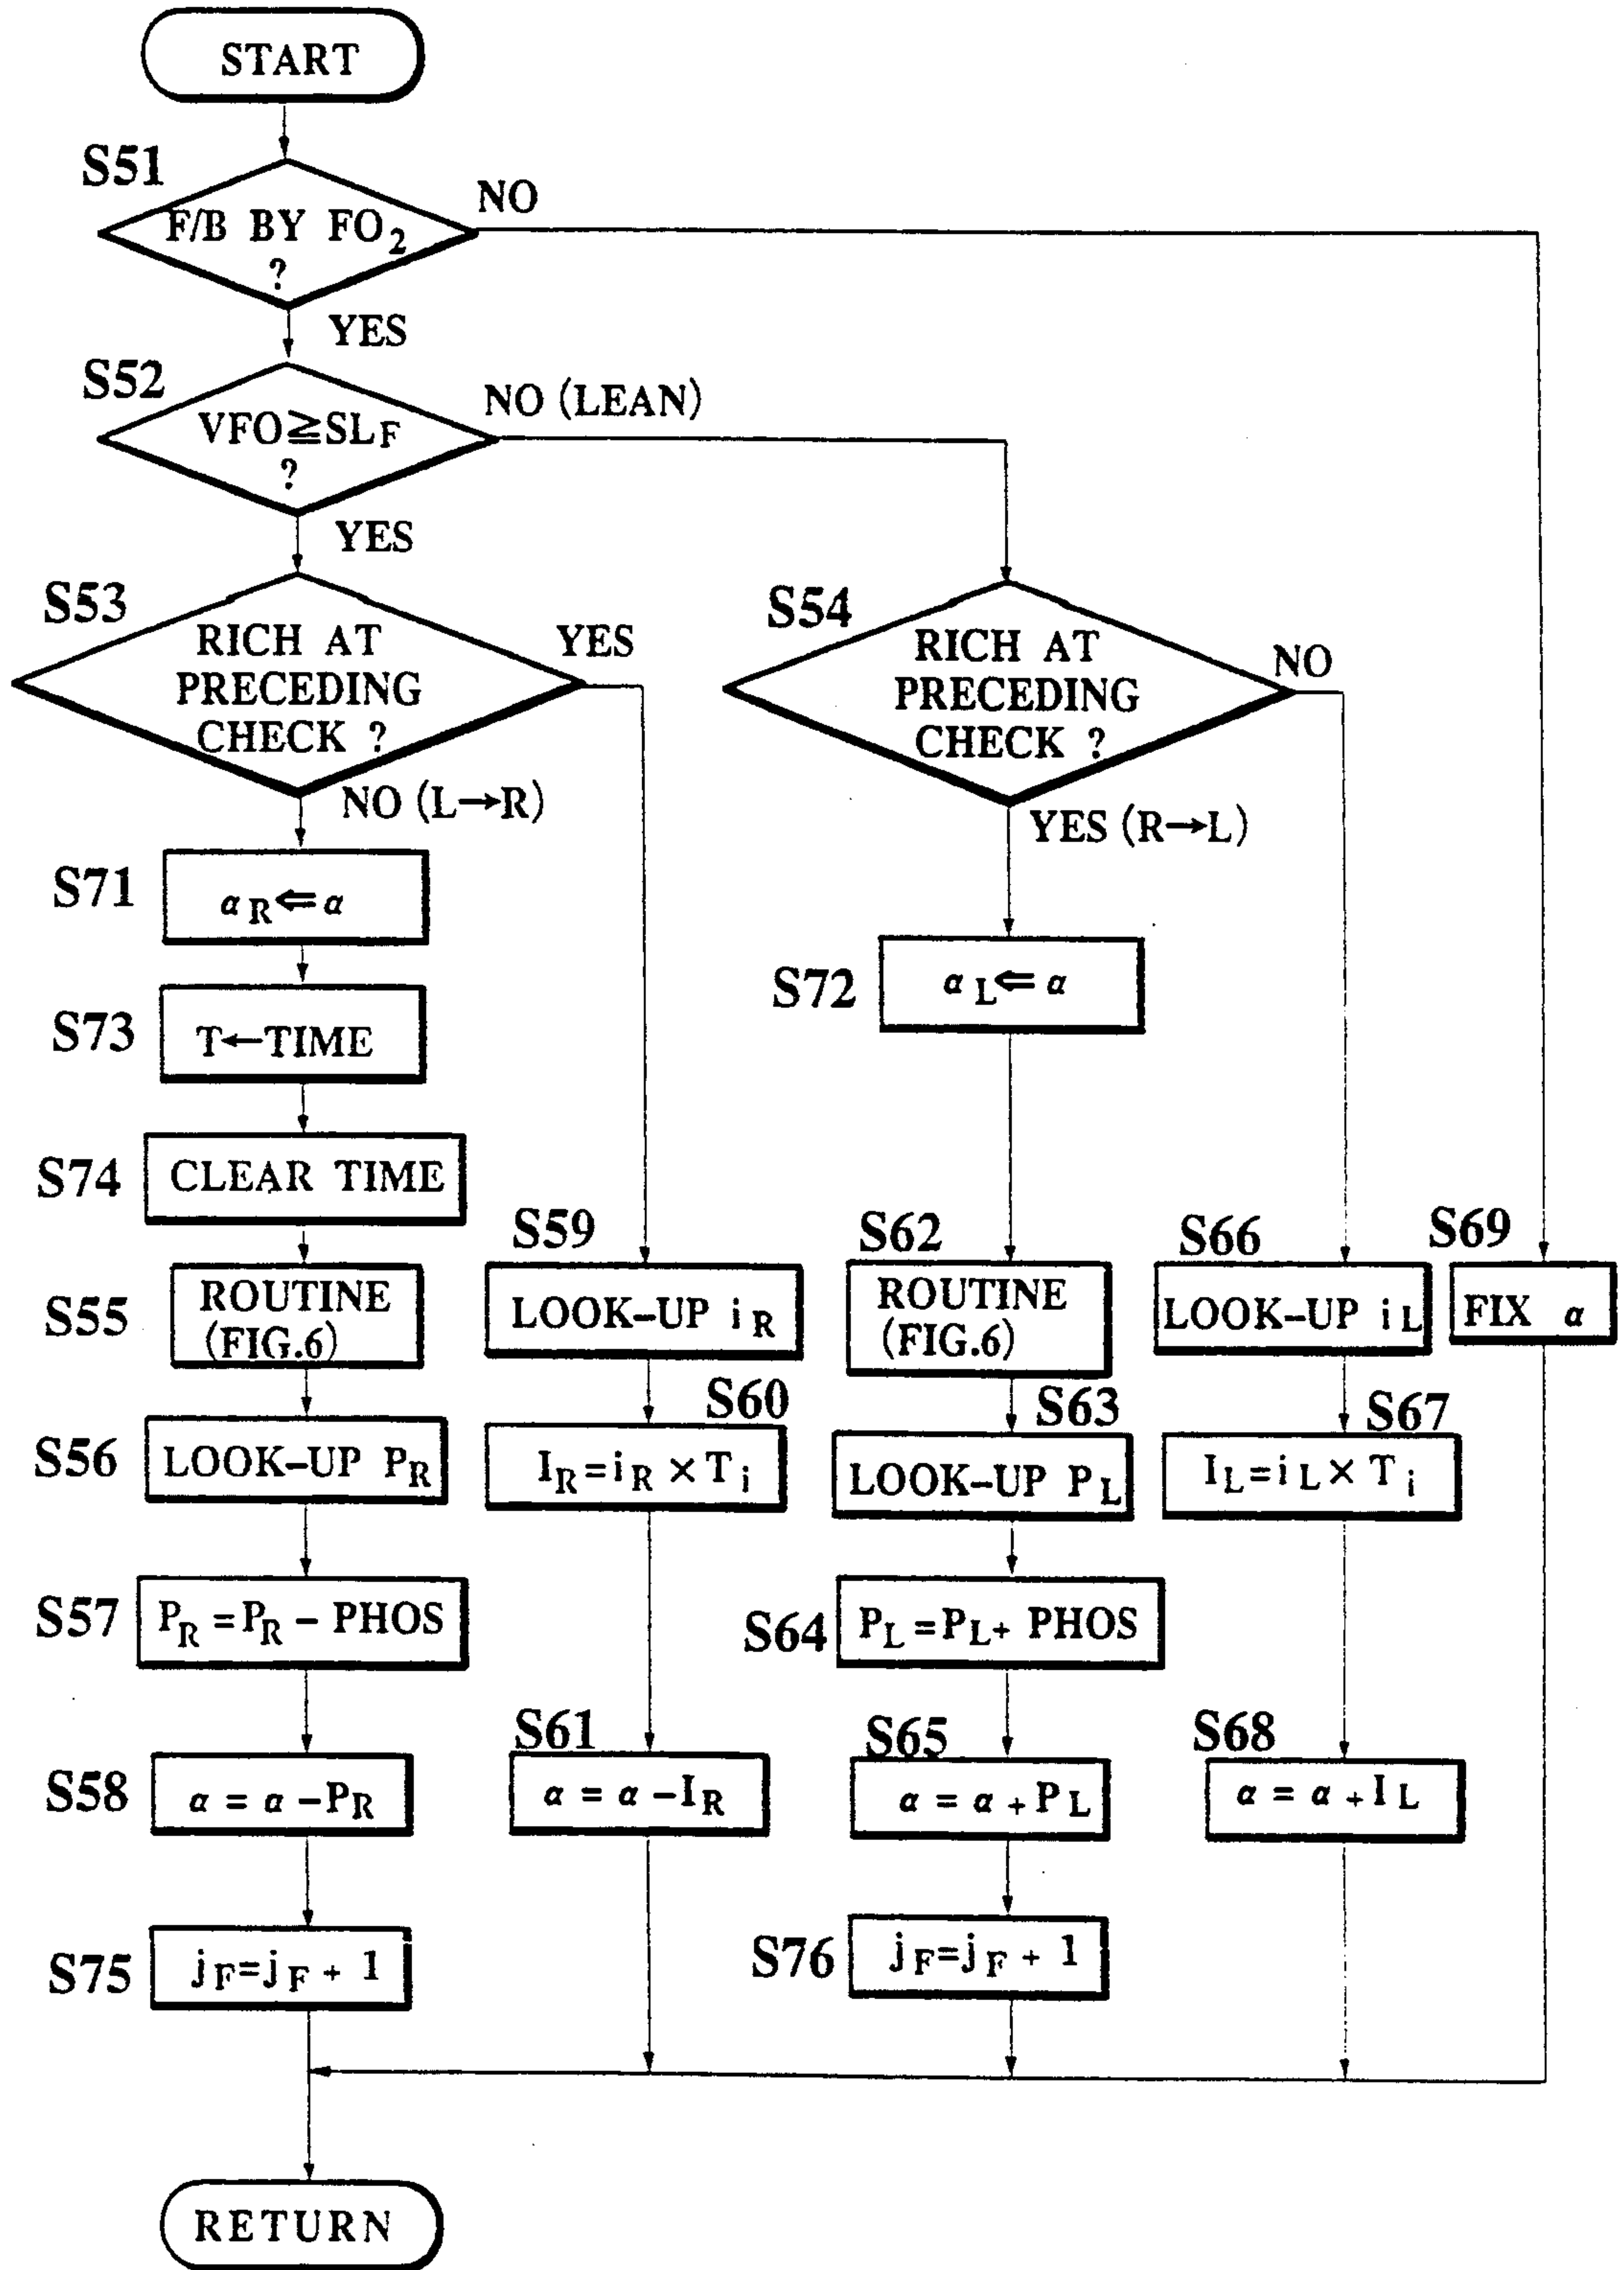 START
S51
F/B BY FO2
?
NO
YES
S52
VFO≧SLF
?
NO (LEAN)
YES
S53
RICH AT
PRECEDING
CHECK ?
YES
NO (L→R)
S54
RICH AT
PRECEDING
CHECK ?
NO
YES (R→L)
S71
αR⇐α
S72
αL⇐α
S73
T←TIME
S74
CLEAR TIME
S55
ROUTINE
(FIG.6)
S59
LOOK-UP iR
S62
ROUTINE
(FIG.6)
S66
LOOK-UP iL
S69
FIX α
S56
LOOK-UP PR
S60
IR=iR × Ti
S63
LOOK-UP PL
S67
IL=iL × Ti
S57
PR=PR − PHOS
S64
PL=PL+ PHOS
S58
α = α −PR
S61
α = α −IR
S65
α = α + PL
S68
α = α + IL
S75
jF=jF + 1
S76
jF=jF + 1
RETURN